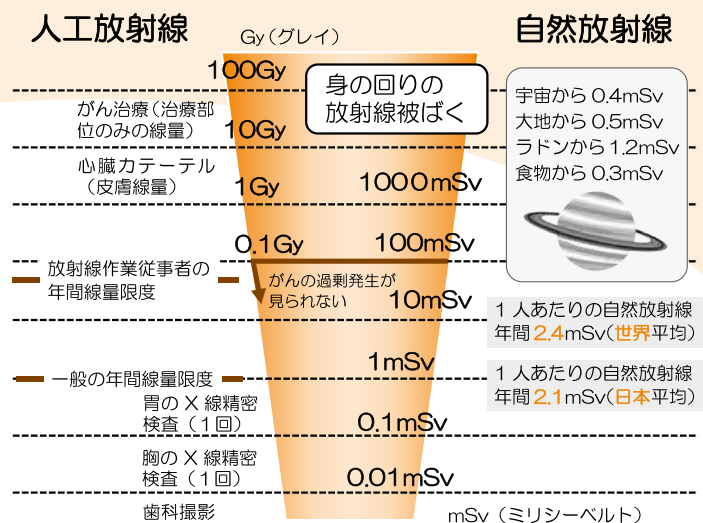 人工放射線
Gy（グレイ）
自然放射線
100Gy
身の回りの
放射線被ばく
宇宙から 0.4mSv
大地から 0.5mSv
ラドンから 1.2mSv
食物から 0.3mSv
がん治療（治療部
位のみの線量）
10Gy
心臓カテーテル
（皮膚線量）
1Gy
1000mSv
0.1Gy
100mSv
放射線作業従事者の
年間線量限度
がんの過剰発生が
見られない
10mSv
1人あたりの自然放射線
年間2.4mSv（世界平均）
1mSv
一般の年間線量限度
1人あたりの自然放射線
年間2.1mSv（日本平均）
胃のX線精密
検査（1回）
0.1mSv
胸のX線精密
検査（1回）
0.01mSv
歯科撮影
mSv（ミリシーベルト）